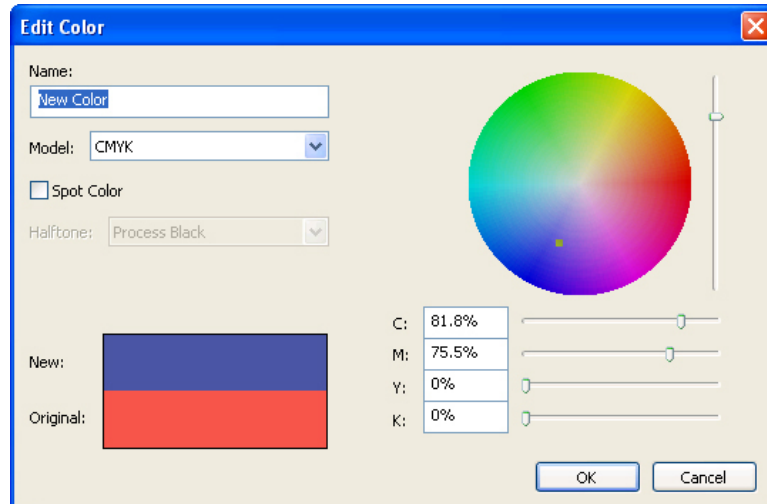 Edit Color
Name:
New Color
Model: CMYK
Spot Color
Halftone: Process Black
New:
Original:
C: 81.8%
M: 75.5%
Y: 0%
K: 0%
OK Cancel